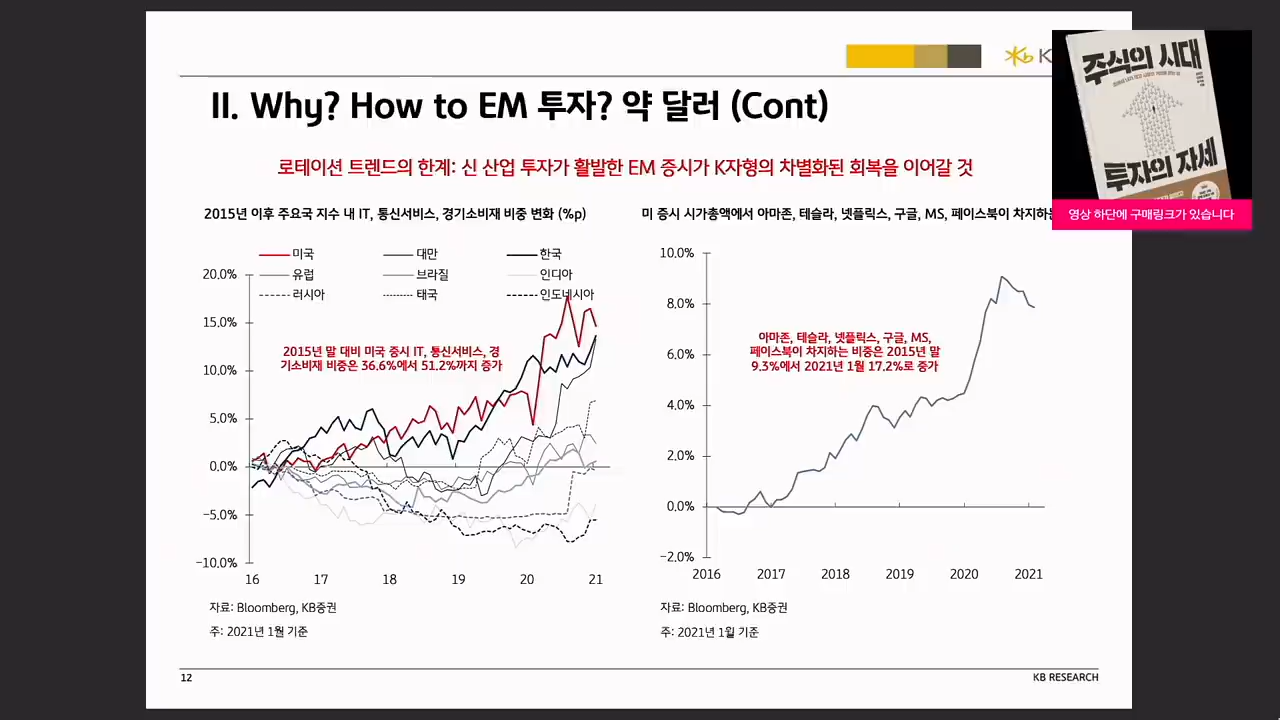 II. Why? How to EM 투자? 약 달러 (Cont)
로테이션 트렌드의 한계: 신 산업 투자가 활발한 EM 증시가 K자형의 차별화된 회복을 이어갈 것
2015년 이후 주요국 지수 내 IT, 통신서비스, 경기소비재 비중 변화 (%p)
미국 대만 한국
유럽 브라질 인디아
러시아 태국 인도네시아
20.0%
15.0%
10.0%
5.0%
0.0%
-5.0%
-10.0%
2015년 말 대비 미국 증시 IT, 통신서비스, 경
기소비재 비중은 36.6%에서 51.2%까지 증가
16 17 18 19 20 21
자료: Bloomberg, KB증권
주: 2021년 1월 기준
미 증시 시가총액에서 아마존, 테슬라, 넷플릭스, 구글, MS, 페이스북이 차지하는
10.0%
8.0%
6.0%
4.0%
2.0%
0.0%
-2.0%
아마존, 테슬라, 넷플릭스, 구글, MS,
페이스북이 차지하는 비중은 2015년 말
9.3%에서 2021년 1월 17.2%로 증가
2016 2017 2018 2019 2020 2021
자료: Bloomberg, KB증권
주: 2021년 1월 기준
12
KB RESEARCH
Kb K
주식의 시대
투자의 자세
영상 하단에 구매링크가 있습니다